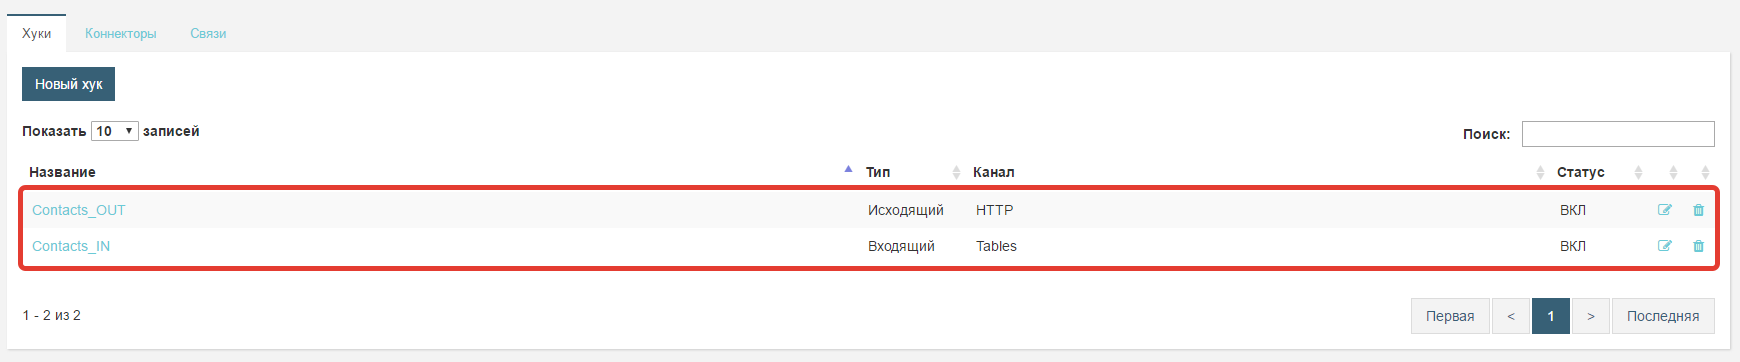 Хуки Коннекторы Связи
Новый хук
Показать 10 записей
Поиск:
Название Тип Канал Статус
Contacts_OUT Исходящий HTTP ВКЛ
Contacts_IN Входящий Tables ВКЛ
1 - 2 из 2
Первая < 1 > Последняя